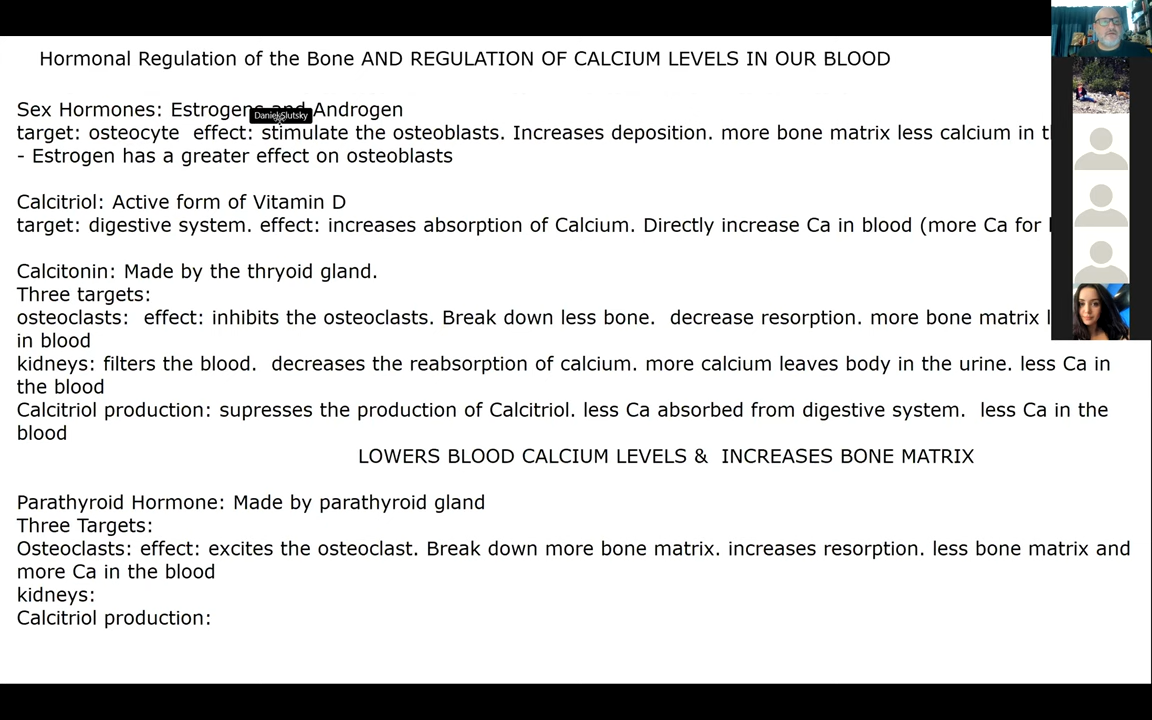 Hormonal Regulation of the Bone AND REGULATION OF CALCIUM LEVELS IN OUR BLOOD
Sex Hormones: Estrogens and Androgen
Daniel Slutsky
target: osteocyte effect: stimulate the osteoblasts. Increases deposition. more bone matrix less calcium in
- Estrogen has a greater effect on osteoblasts
Calcitriol: Active form of Vitamin D
target: digestive system. effect: increases absorption of Calcium. Directly increase Ca in blood (more Ca for
Calcitonin: Made by the thryoid gland.
Three targets:
osteoclasts: effect: inhibits the osteoclasts. Break down less bone. decrease resorption. more bone matrix
in blood
kidneys: filters the blood. decreases the reabsorption of calcium. more calcium leaves body in the urine. less Ca in
the blood
Calcitriol production: supresses the production of Calcitriol. less Ca absorbed from digestive system. less Ca in the
blood
LOWERS BLOOD CALCIUM LEVELS & INCREASES BONE MATRIX
Parathyroid Hormone: Made by parathyroid gland
Three Targets:
Osteoclasts: effect: excites the osteoclast. Break down more bone matrix. increases resorption. less bone matrix and
more Ca in the blood
kidneys:
Calcitriol production: